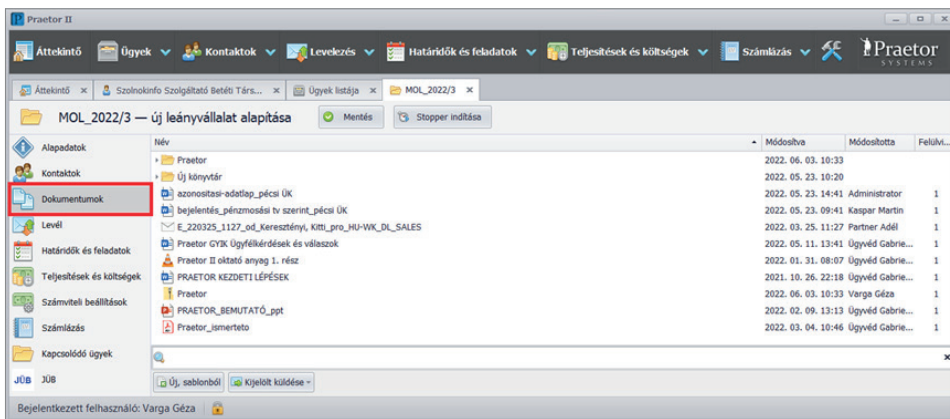 Praetor II
Áttekintő Ügyek Kontaktok Levelezés Határidők és feladatok Teljesítések és költségek Számlázás Praetor SYSTEMS
Áttekintő × Szolnokinfo Szolgáltató Betéti Társ... × Ügyek listája × MOL_2022/3 ×
MOL_2022/3 — új leányvállalat alapítása Mentés Stopper indítása
Alapadatok
Kontaktok
Dokumentumok
Levél
Határidők és feladatok
Teljesítések és költségek
Számviteli beállítások
Számlázás
Kapcsolódó ügyek
JÜB JÜB
Név Módosítva Módosította Felülvi...
Praetor 2022. 06. 03. 10:33
Új könyvtár 2022. 05. 23. 10:20
azonositasi-adatlap_pécsi ÜK 2022. 05. 23. 14:41 Administrator 1
bejelentés_pénzmosási tv szerint_pécsi ÜK 2022. 05. 23. 09:41 Kaspar Martin 1
E_220325_1127_od_Keresztényi, Kitti_pro_HU-WK_DL_SALES 2022. 03. 25. 11:27 Partner Adél 1
Praetor GYIK Ügyfélkérdések és válaszok 2022. 05. 11. 13:41 Ügyvéd Gabrie... 1
Praetor II oktató anyag 1. rész 2022. 01. 31. 08:07 Ügyvéd Gabrie... 1
PRAETOR KEZDETI LÉPÉSEK 2021. 10. 26. 22:18 Ügyvéd Gabrie... 1
Praetor 2022. 06. 03. 10:33 Varga Géza 1
PRAETOR_BEMUTATÓ_ppt 2022. 02. 09. 13:13 Ügyvéd Gabrie... 1
Praetor_ismerteto 2022. 03. 04. 10:46 Ügyvéd Gabrie... 1
Új, sablonból Kijelölt küldése
Bejelentkezett felhasználó: Varga Géza